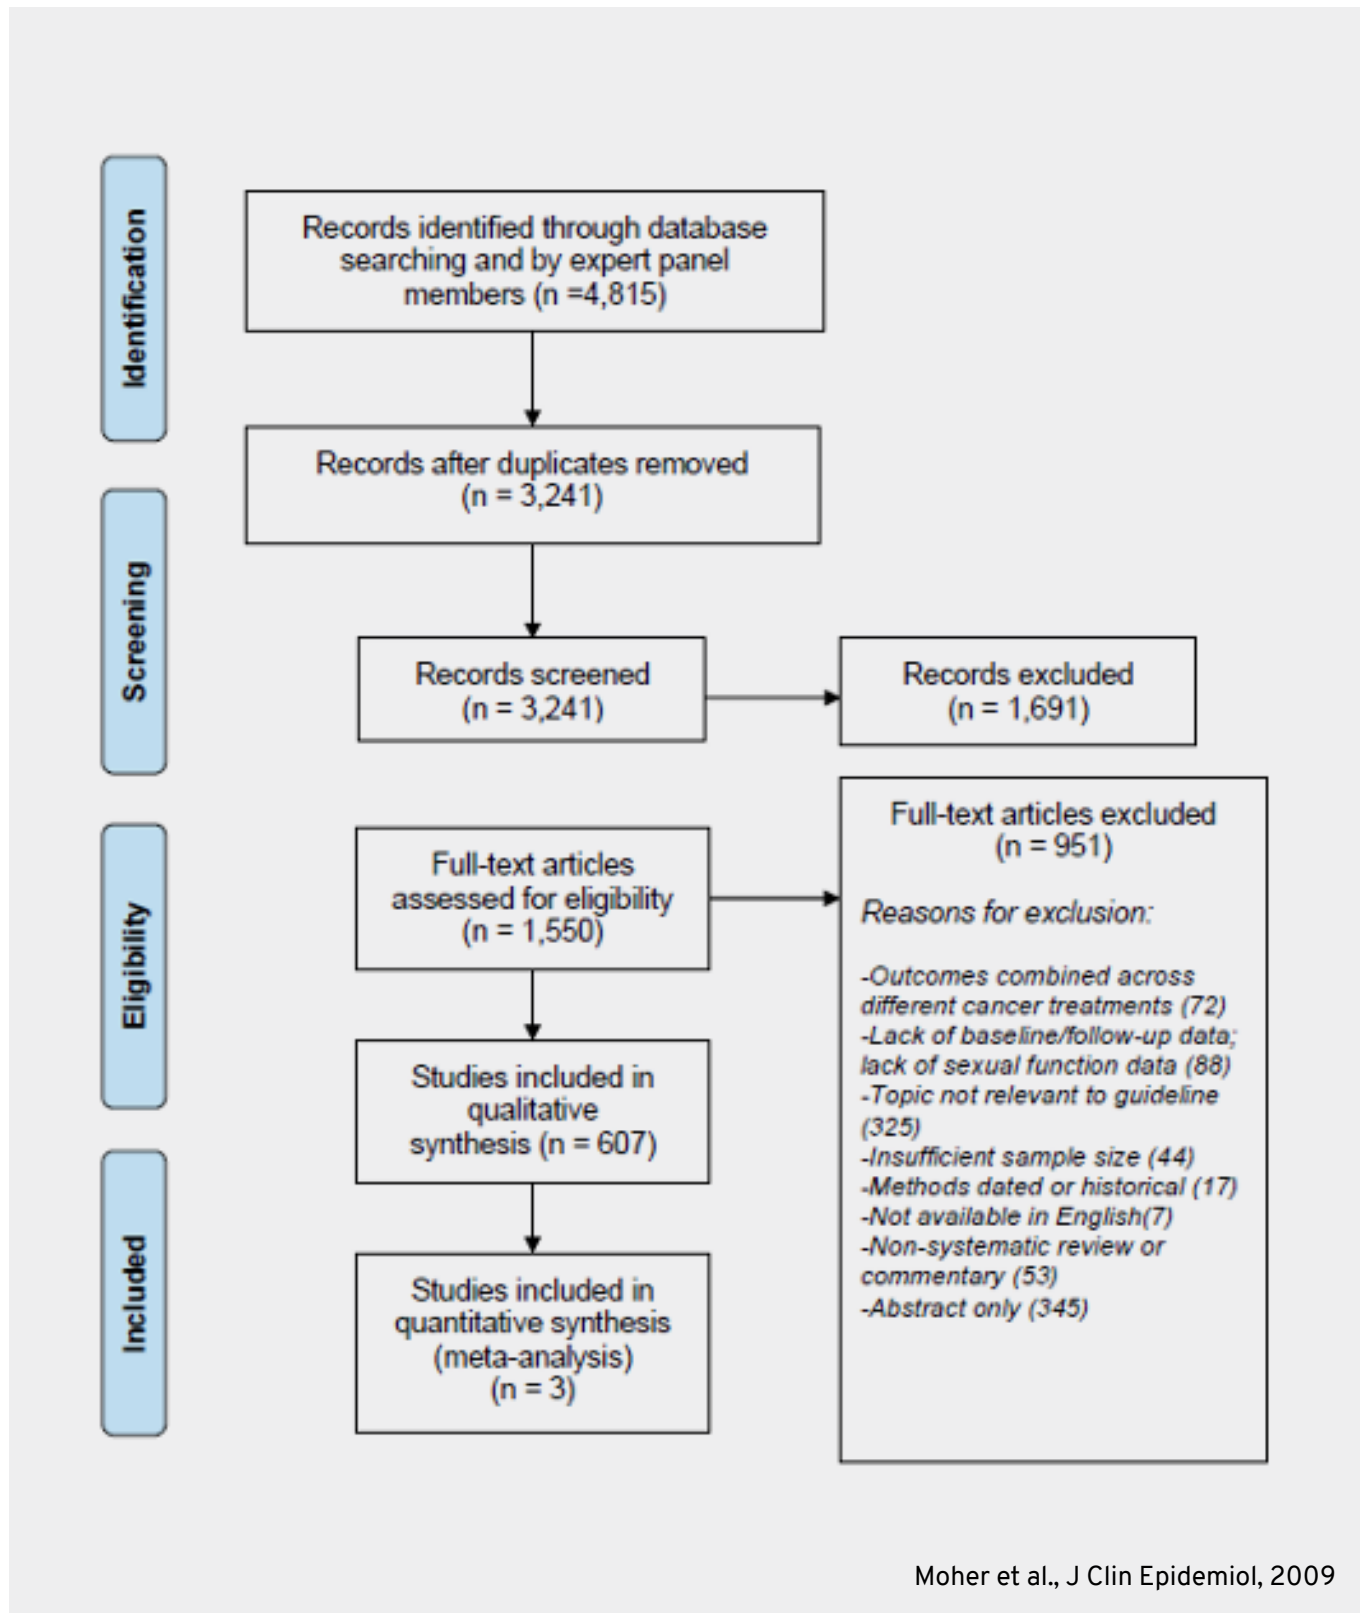 Identification
Records identified through database
searching and by expert panel
members (n =4,815)
Records after duplicates removed
(n = 3,241)
Screening
Records screened
(n = 3,241)
Records excluded
(n = 1,691)
Eligibility
Full-text articles
assessed for eligibility
(n = 1,550)
Full-text articles excluded
(n = 951)
Reasons for exclusion:
-Outcomes combined across
different cancer treatments (72)
-Lack of baseline/follow-up data;
lack of sexual function data (88)
-Topic not relevant to guideline
(325)
-Insufficient sample size (44)
-Methods dated or historical (17)
-Not available in English(7)
-Non-systematic review or
commentary (53)
-Abstract only (345)
Studies included in
qualitative
synthesis (n = 607)
Included
Studies included in
quantitative synthesis
(meta-analysis)
(n = 3)
Moher et al., J Clin Epidemiol, 2009